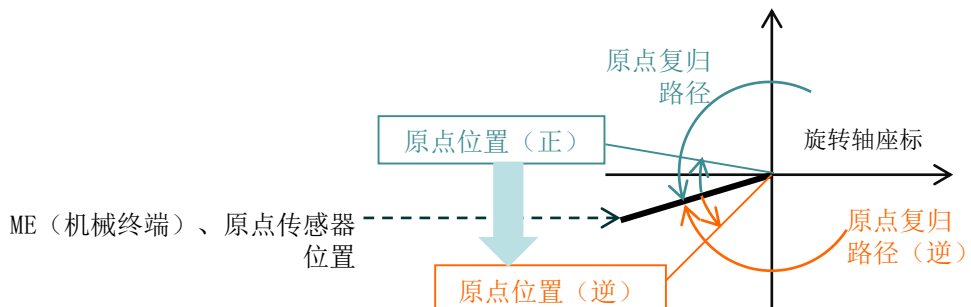 原点复归
路径
原点位置（正）
旋转轴座标
ME（机械终端）、原点传感器
位置
原点复归
路径（逆）
原点位置（逆）